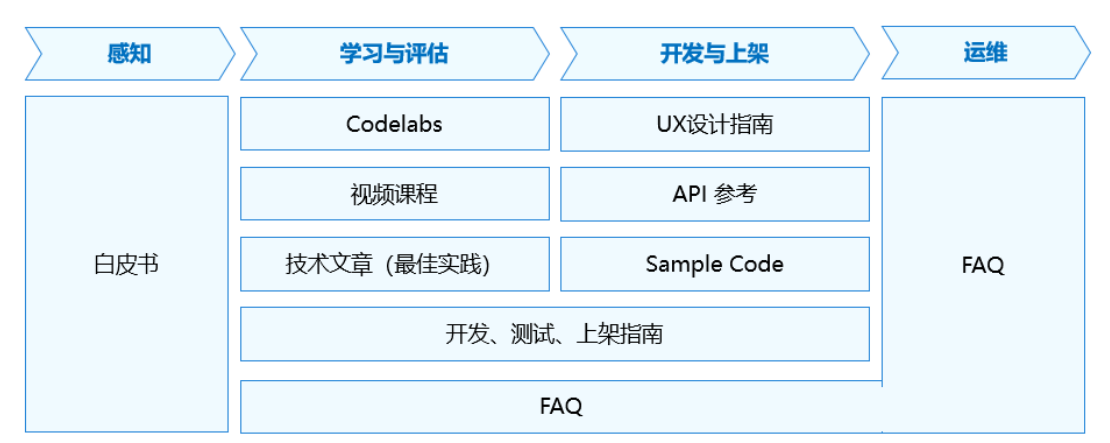 感知
学习与评估
开发与上架
运维
白皮书
Codelabs
UX设计指南
视频课程
API 参考
技术文章（最佳实践）
Sample Code
FAQ
开发、测试、上架指南
FAQ